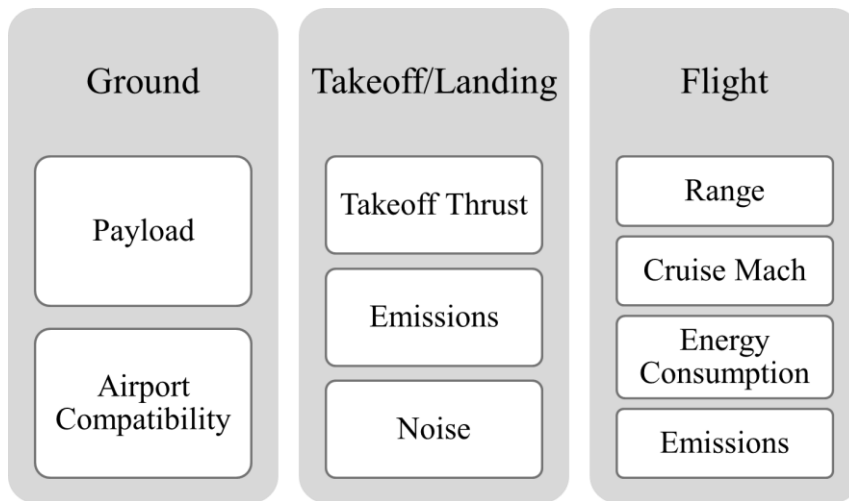 Ground
Payload
Airport
Compatibility
Takeoff/Landing
Takeoff Thrust
Emissions
Noise
Flight
Range
Cruise Mach
Energy
Consumption
Emissions